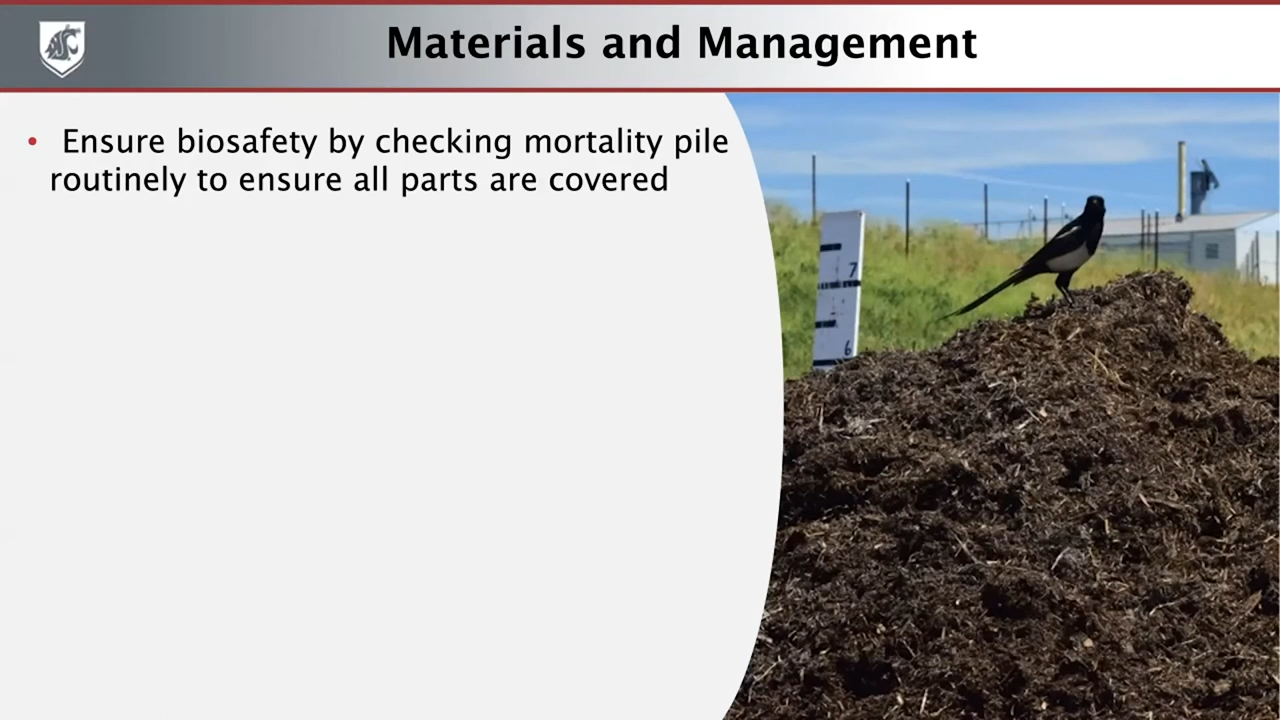 Materials and Management
• Ensure biosafety by checking mortality pile
routinely to ensure all parts are covered
7
6